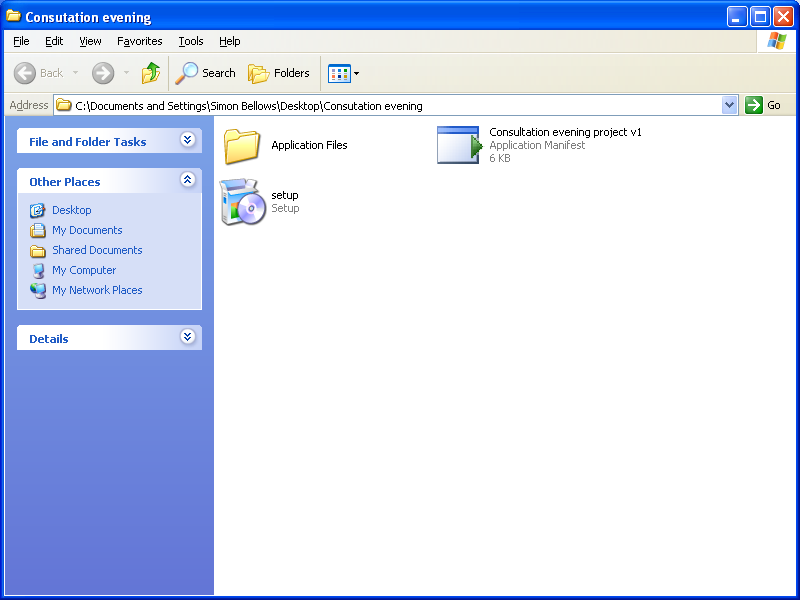 Consutation evening
File Edit View Favorites Tools Help
Back Search Folders
Address C:\Documents and Settings\Simon Bellows\Desktop\Consutation evening Go
File and Folder Tasks
Other Places
Desktop
My Documents
Shared Documents
My Computer
My Network Places
Details
Application Files
Consultation evening project v1
Application Manifest
6 KB
setup
Setup